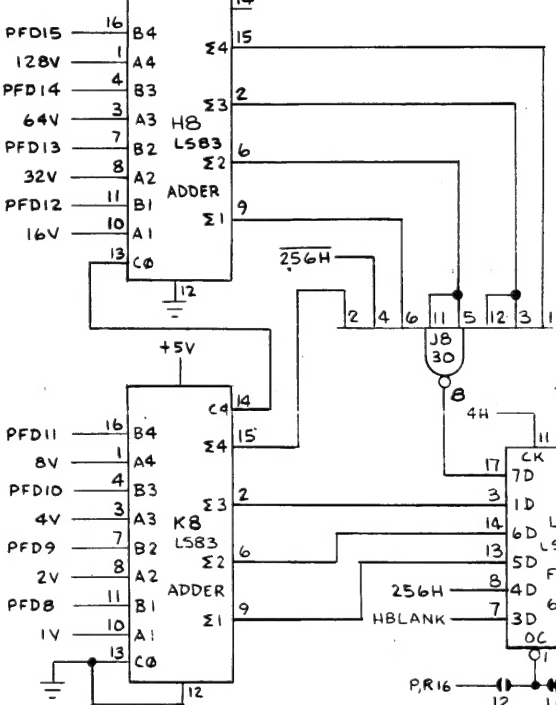 14
PFD15 16 B4 Σ4 15
128V 1 A4
PFD14 4 B3 Σ3 2
64V 3 A3 H8
PFD13 7 B2 LS83 Σ2 6
32V 8 A2 ADDER
PFD12 11 B1 Σ1 9
16V 10 A1
13 CØ
256H
12
2 4 6 11 5 12 3 1
J8
30
8
+5V
C4 14
PFD11 16 B4 Σ4 15
8V 1 A4
PFD10 4 B3 Σ3 2
4V 3 A3 K8
PFD9 7 B2 LS83 Σ2 6
2V 8 A2 ADDER
PFD8 11 B1 Σ1 9
1V 10 A1
13 CØ
12
4H 11
CK
17 7D
3 1D
14 6D
13 5D
256H 8 4D
HBLANK 7 3D
OC
1
P,R16
12